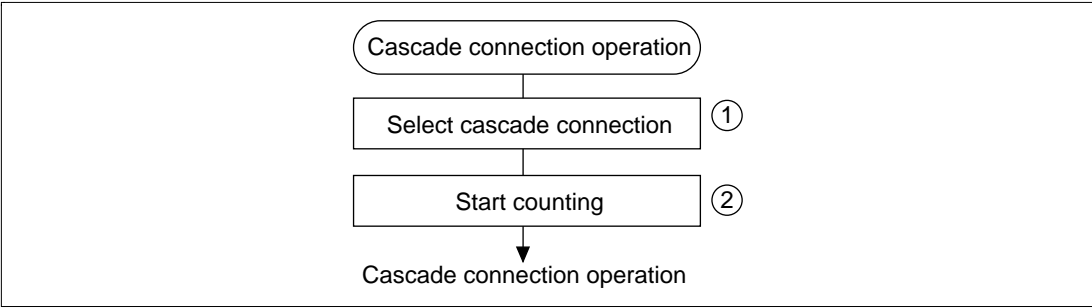 Cascade connection operation
Select cascade connection
1
Start counting
2
Cascade connection operation